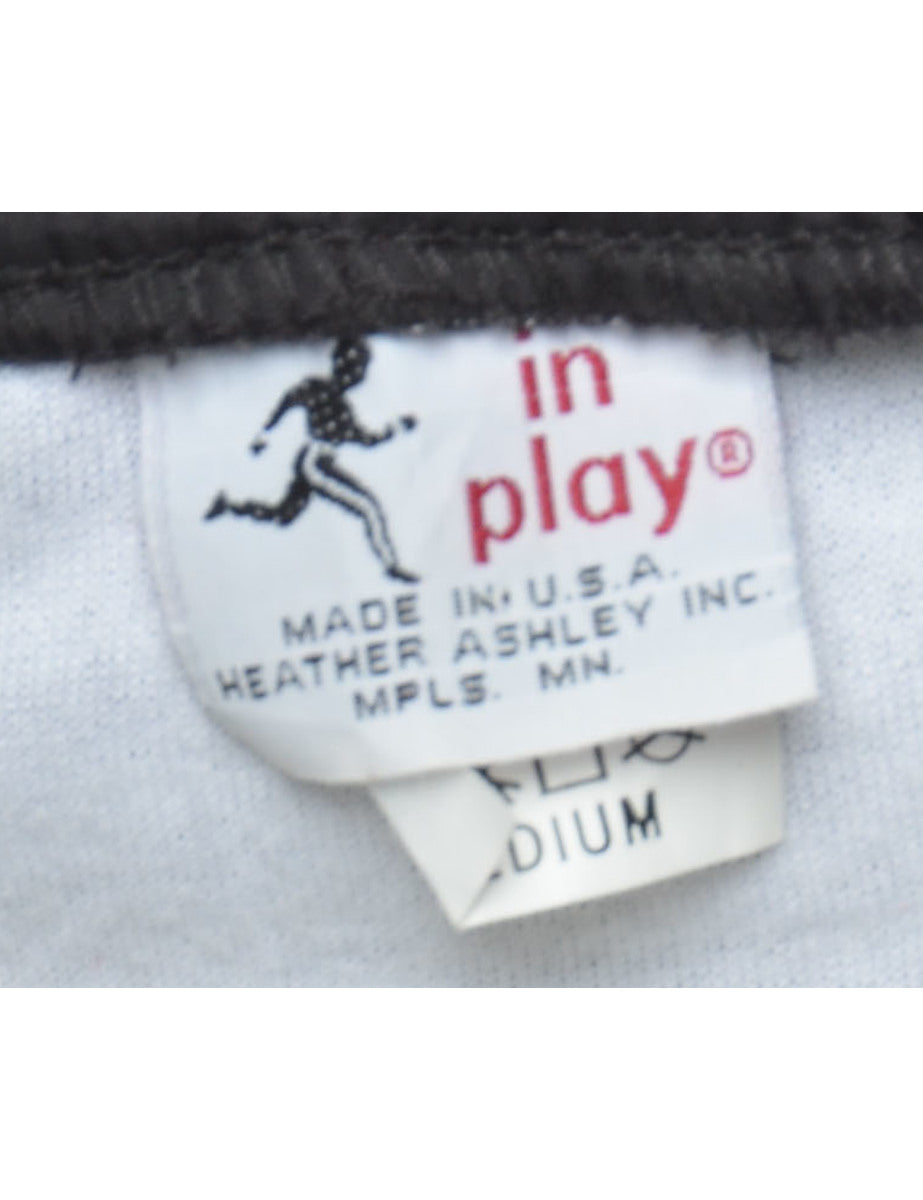 in
play®
MADE IN U.S.A.
HEATHER ASHLEY INC.
MPLS. MN.
DIUM